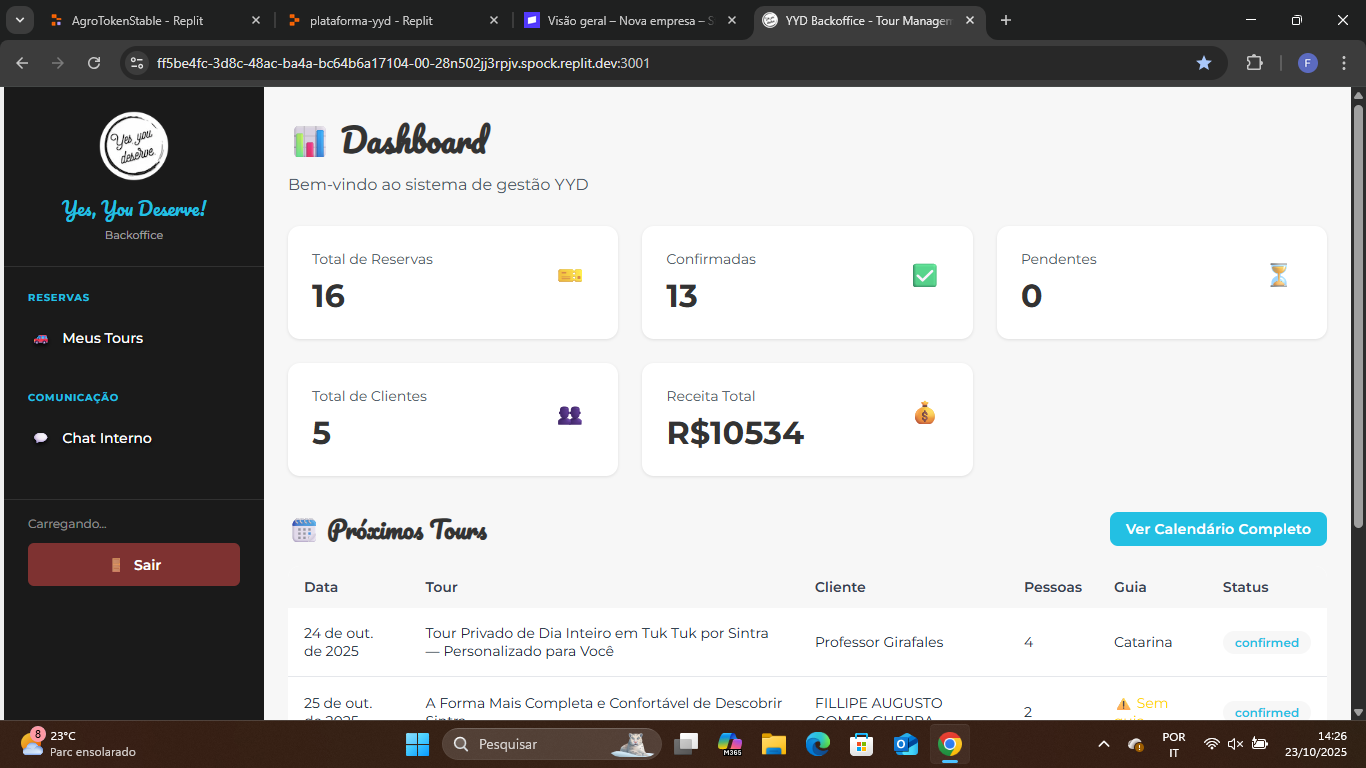 AgroTokenStable - Replit
plataforma-yyd - Replit
Visão geral – Nova empresa – S
YYD Backoffice - Tour Managem
ff5be4fc-3d8c-48ac-ba4a-bc64b6a17104-00-28n502jj3rpjv.spock.replit.dev:3001
F
Yes, you
deserve.
Yes, You Deserve!
Backoffice
RESERVAS
Meus Tours
COMUNICAÇÃO
Chat Interno
Carregando...
Sair
Dashboard
Bem-vindo ao sistema de gestão YYD
Total de Reservas
16
Confirmadas
13
Pendentes
0
Total de Clientes
5
Receita Total
R$10534
Próximos Tours
Ver Calendário Completo
Data Tour Cliente Pessoas Guia Status
24 de out. de 2025 Tour Privado de Dia Inteiro em Tuk Tuk por Sintra — Personalizado para Você Professor Girafales 4 Catarina confirmed
25 de out. de 2025 A Forma Mais Completa e Confortável de Descobrir Sintra FILLIPE AUGUSTO GOMES GUERRA 2 Sem guia confirmed
8
23°C
Parc ensolarado
Pesquisar
M365
POR
IT
14:26
23/10/2025